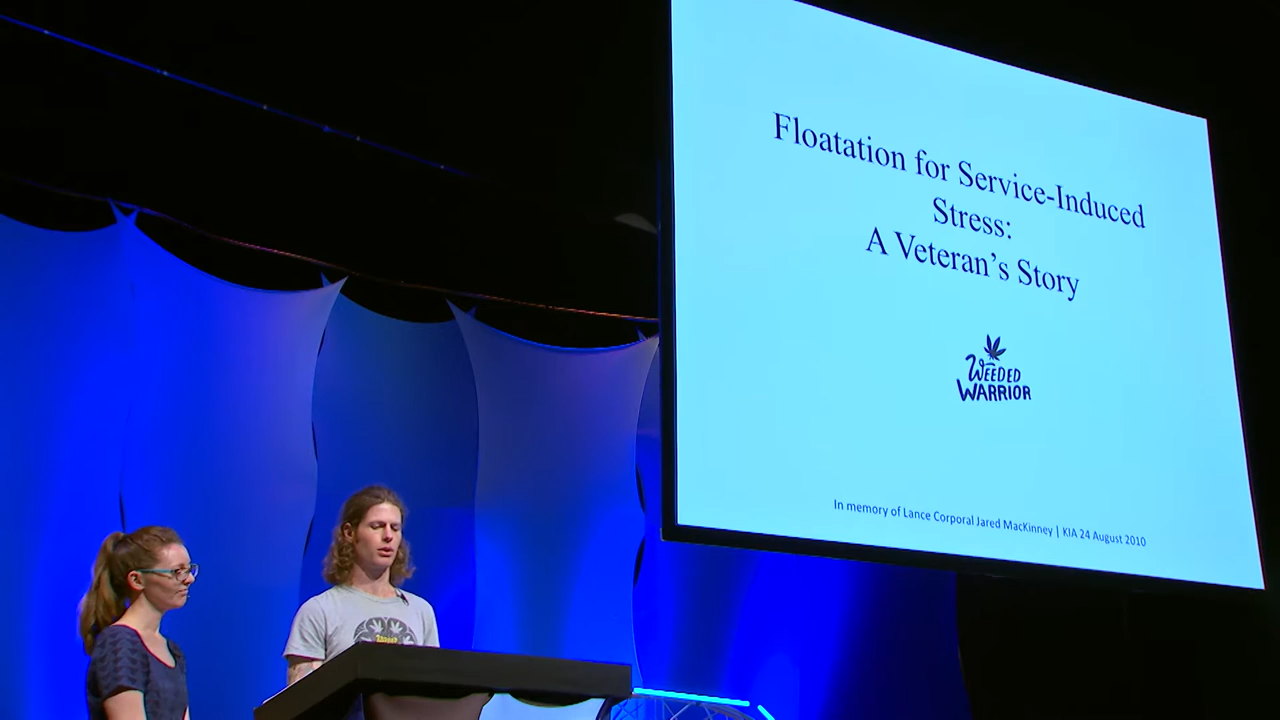 Floatation for Service-Induced
Stress:
A Veteran's Story
WEEDED
WARRIOR
In memory of Lance Corporal Jared MacKinney | KIA 24 August 2010